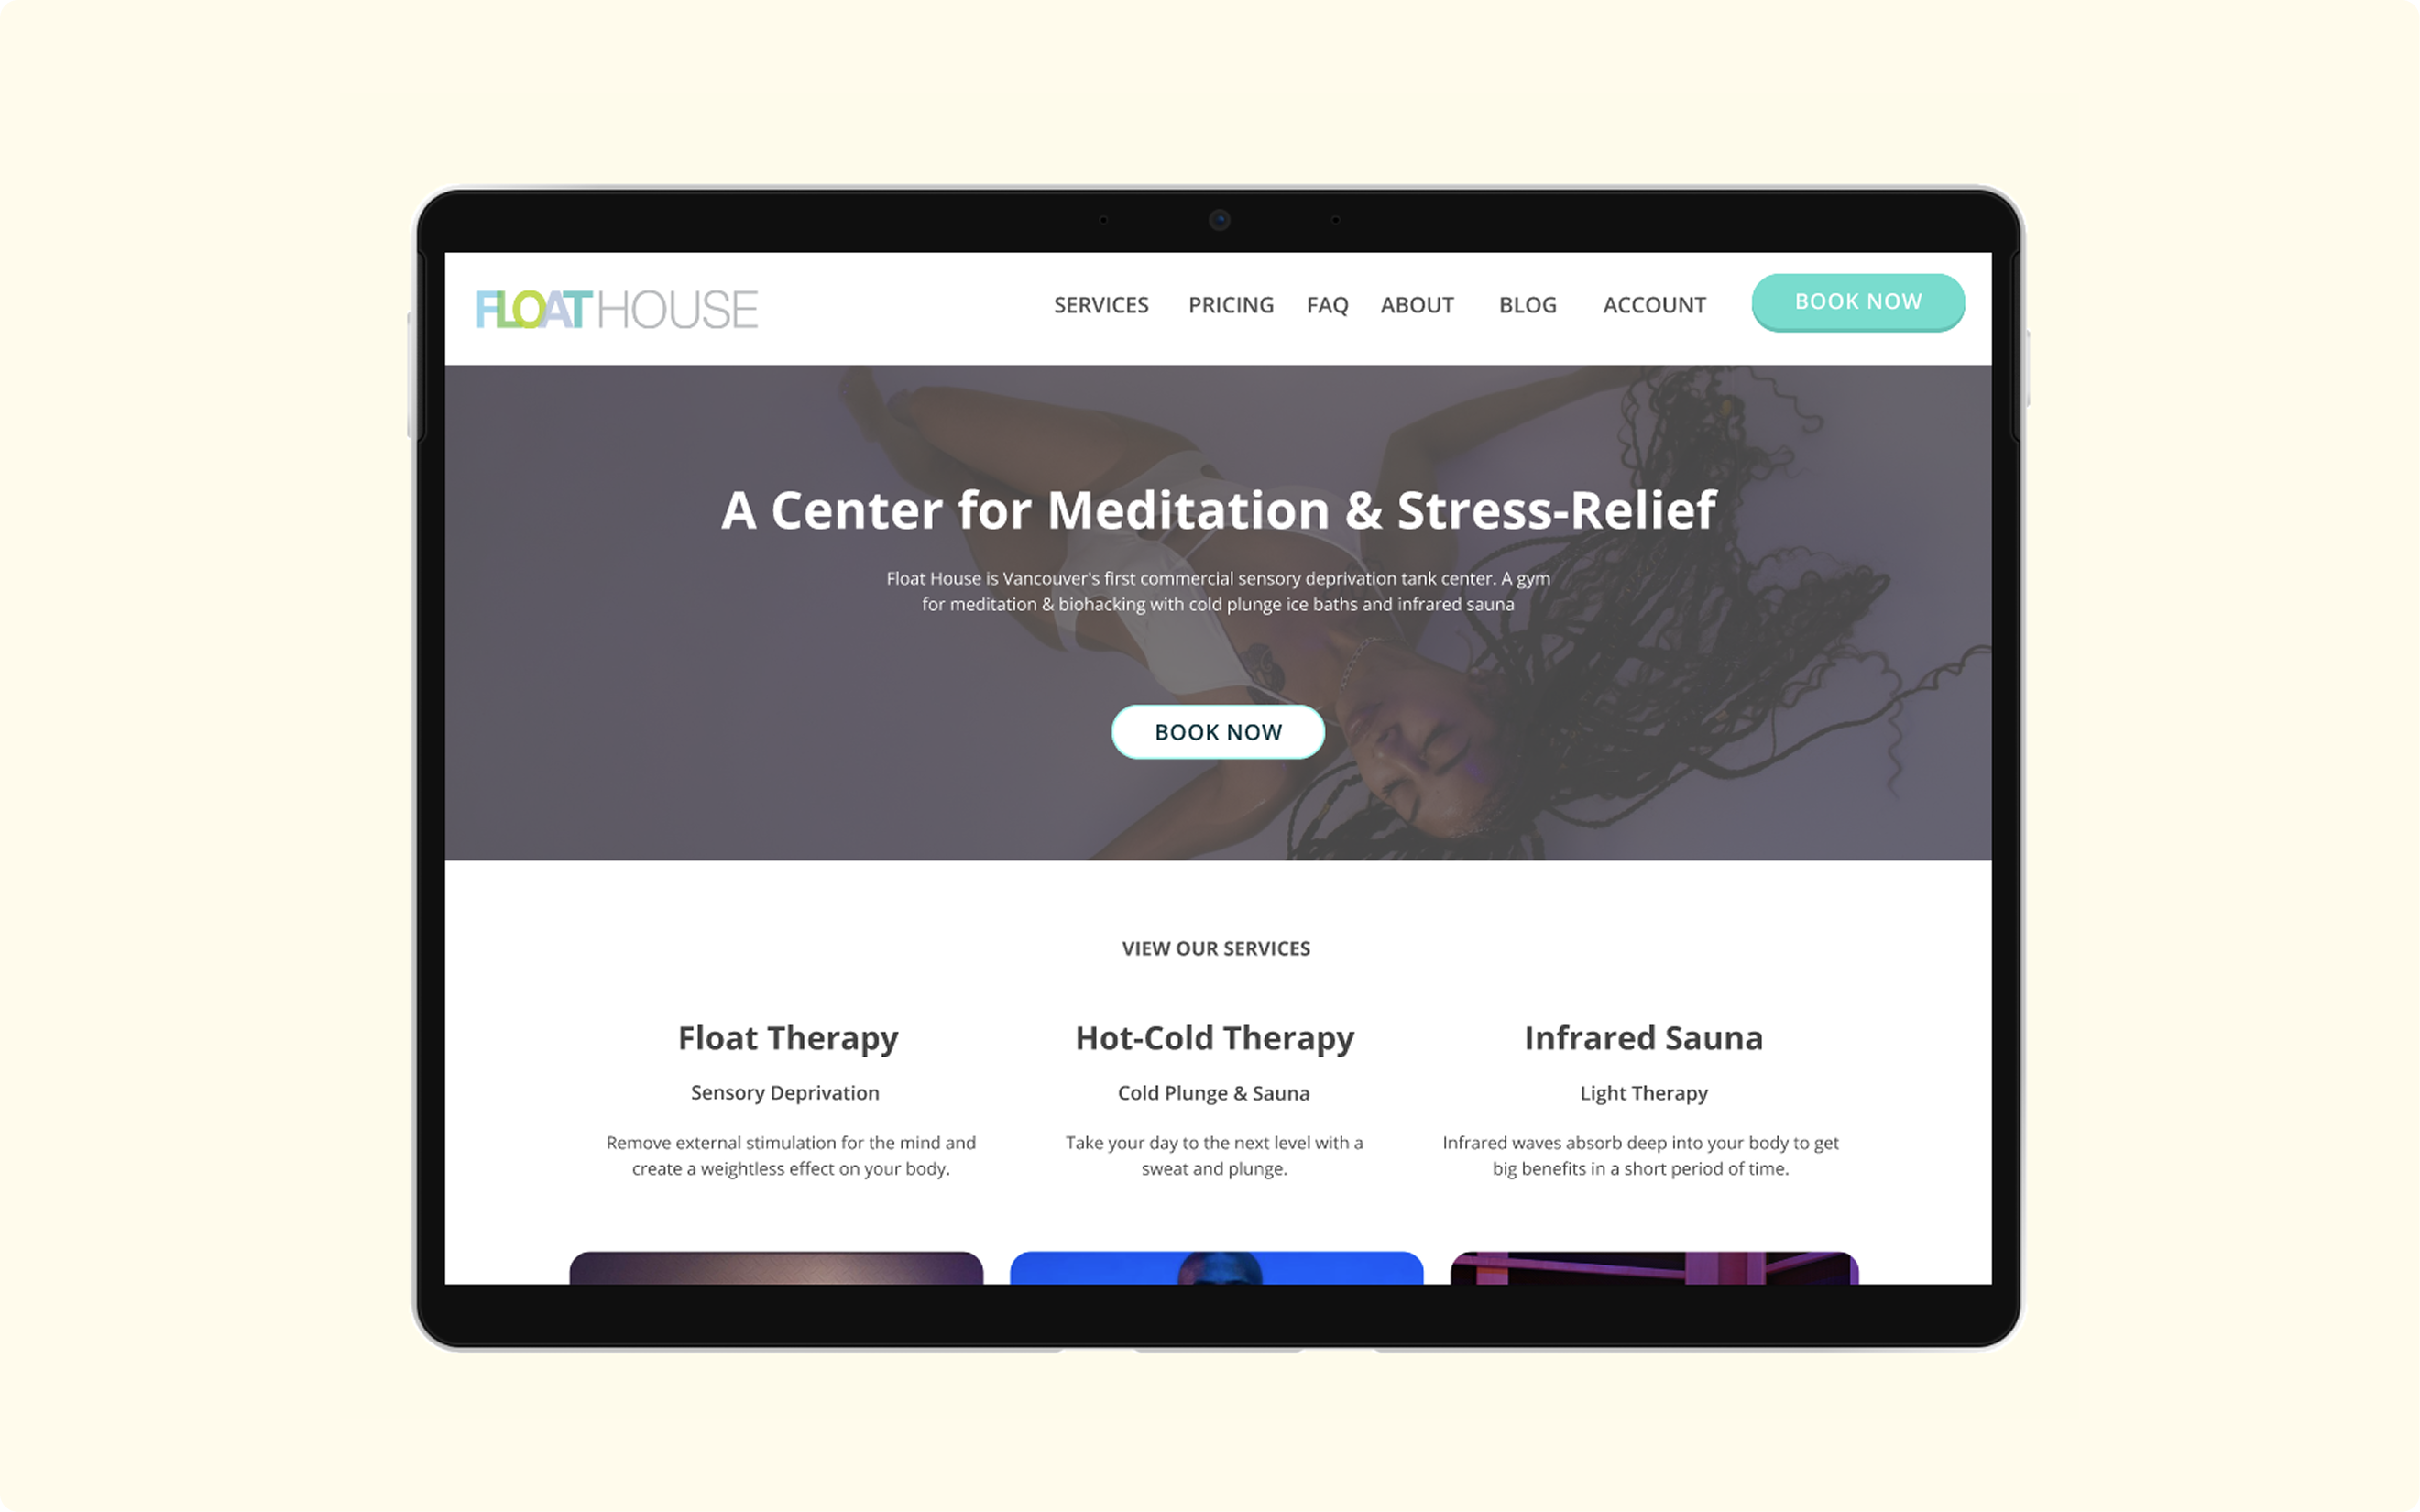 FLOAT HOUSE
SERVICES PRICING FAQ ABOUT BLOG ACCOUNT BOOK NOW
A Center for Meditation & Stress-Relief
Float House is Vancouver's first commercial sensory deprivation tank center. A gym
for meditation & biohacking with cold plunge ice baths and infrared sauna
BOOK NOW
VIEW OUR SERVICES
Float Therapy
Sensory Deprivation
Remove external stimulation for the mind and
create a weightless effect on your body.
Hot-Cold Therapy
Cold Plunge & Sauna
Take your day to the next level with a
sweat and plunge.
Infrared Sauna
Light Therapy
Infrared waves absorb deep into your body to get
big benefits in a short period of time.